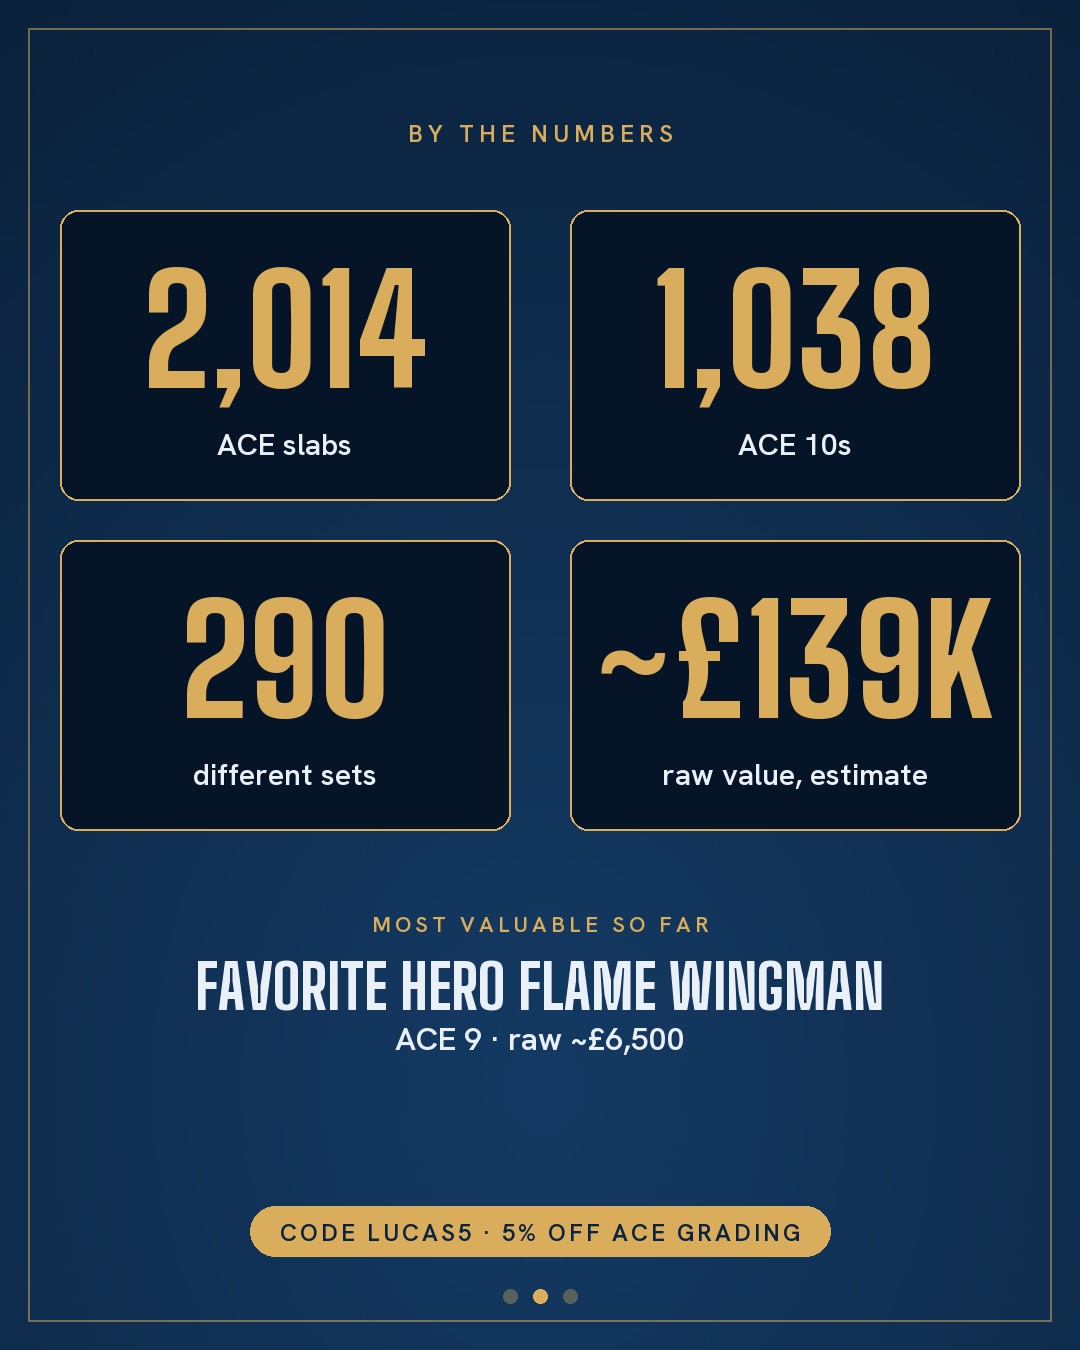 BY THE NUMBERS
2,014
ACE slabs
1,038
ACE 10s
290
different sets
~£139K
raw value, estimate
MOST VALUABLE SO FAR
FAVORITE HERO FLAME WINGMAN
ACE 9 · raw ~£6,500
CODE LUCAS5 · 5% OFF ACE GRADING